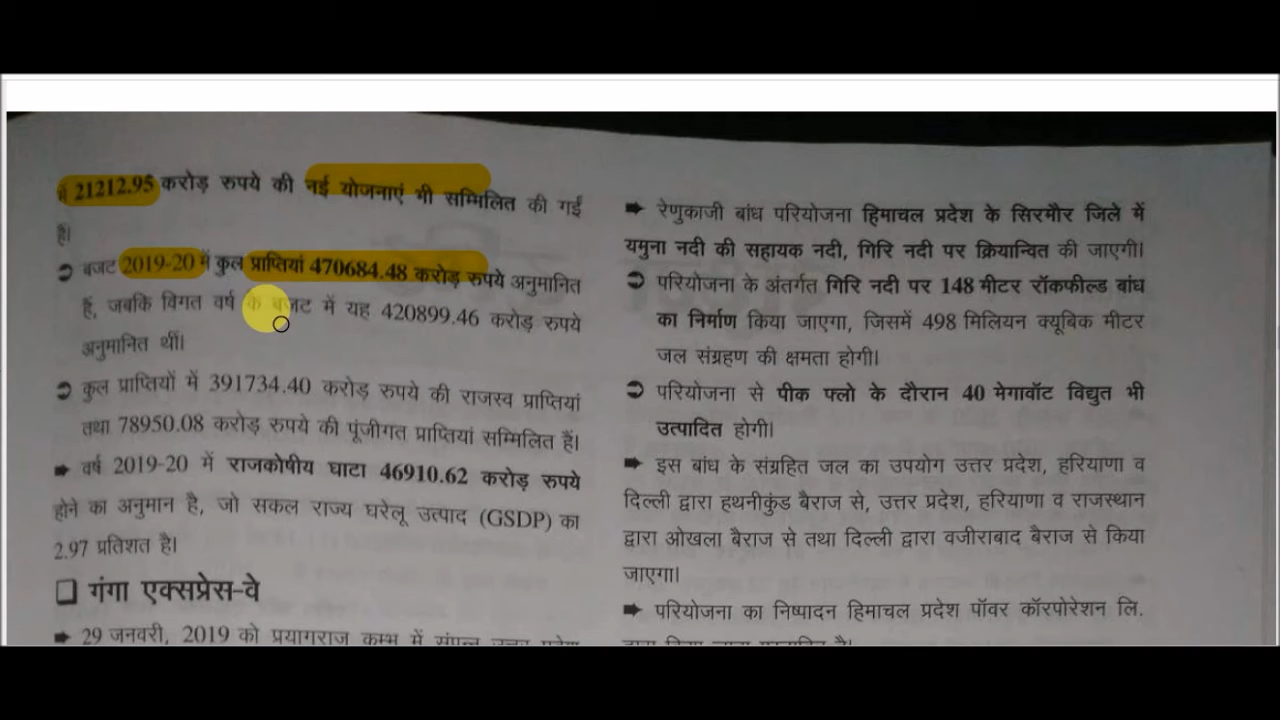 में 21212.95 करोड़ रुपये की नई योजनाएं भी सम्मिलित की गई
हैं।
बजट 2019-20 में कुल प्राप्तियां 470684.48 करोड़ रुपये अनुमानित
हैं, जबकि विगत वर्ष के बजट में यह 420899.46 करोड़ रुपये
अनुमानित थीं।
कुल प्राप्तियों में 391734.40 करोड़ रुपये की राजस्व प्राप्तियां
तथा 78950.08 करोड़ रुपये की पूंजीगत प्राप्तियां सम्मिलित हैं।
वर्ष 2019-20 में राजकोषीय घाटा 46910.62 करोड़ रुपये
होने का अनुमान है, जो सकल राज्य घरेलू उत्पाद (GSDP) का
2.97 प्रतिशत है।
गंगा एक्सप्रेस-वे
29 जनवरी, 2019 को प्रयागराज कुम्भ में संपन्न उत्तर प्रदेश
रेणुकाजी बांध परियोजना हिमाचल प्रदेश के सिरमौर जिले में
यमुना नदी की सहायक नदी, गिरि नदी पर क्रियान्वित की जाएगी।
परियोजना के अंतर्गत गिरि नदी पर 148 मीटर रॉकफील्ड बांध
का निर्माण किया जाएगा, जिसमें 498 मिलियन क्यूबिक मीटर
जल संग्रहण की क्षमता होगी।
परियोजना से पीक फ्लो के दौरान 40 मेगावॉट विद्युत भी
उत्पादित होगी।
इस बांध के संग्रहित जल का उपयोग उत्तर प्रदेश, हरियाणा व
दिल्ली द्वारा हथनीकुंड बैराज से, उत्तर प्रदेश, हरियाणा व राजस्थान
द्वारा ओखला बैराज से तथा दिल्ली द्वारा वजीराबाद बैराज से किया
जाएगा।
परियोजना का निष्पादन हिमाचल प्रदेश पॉवर कॉरपोरेशन लि.